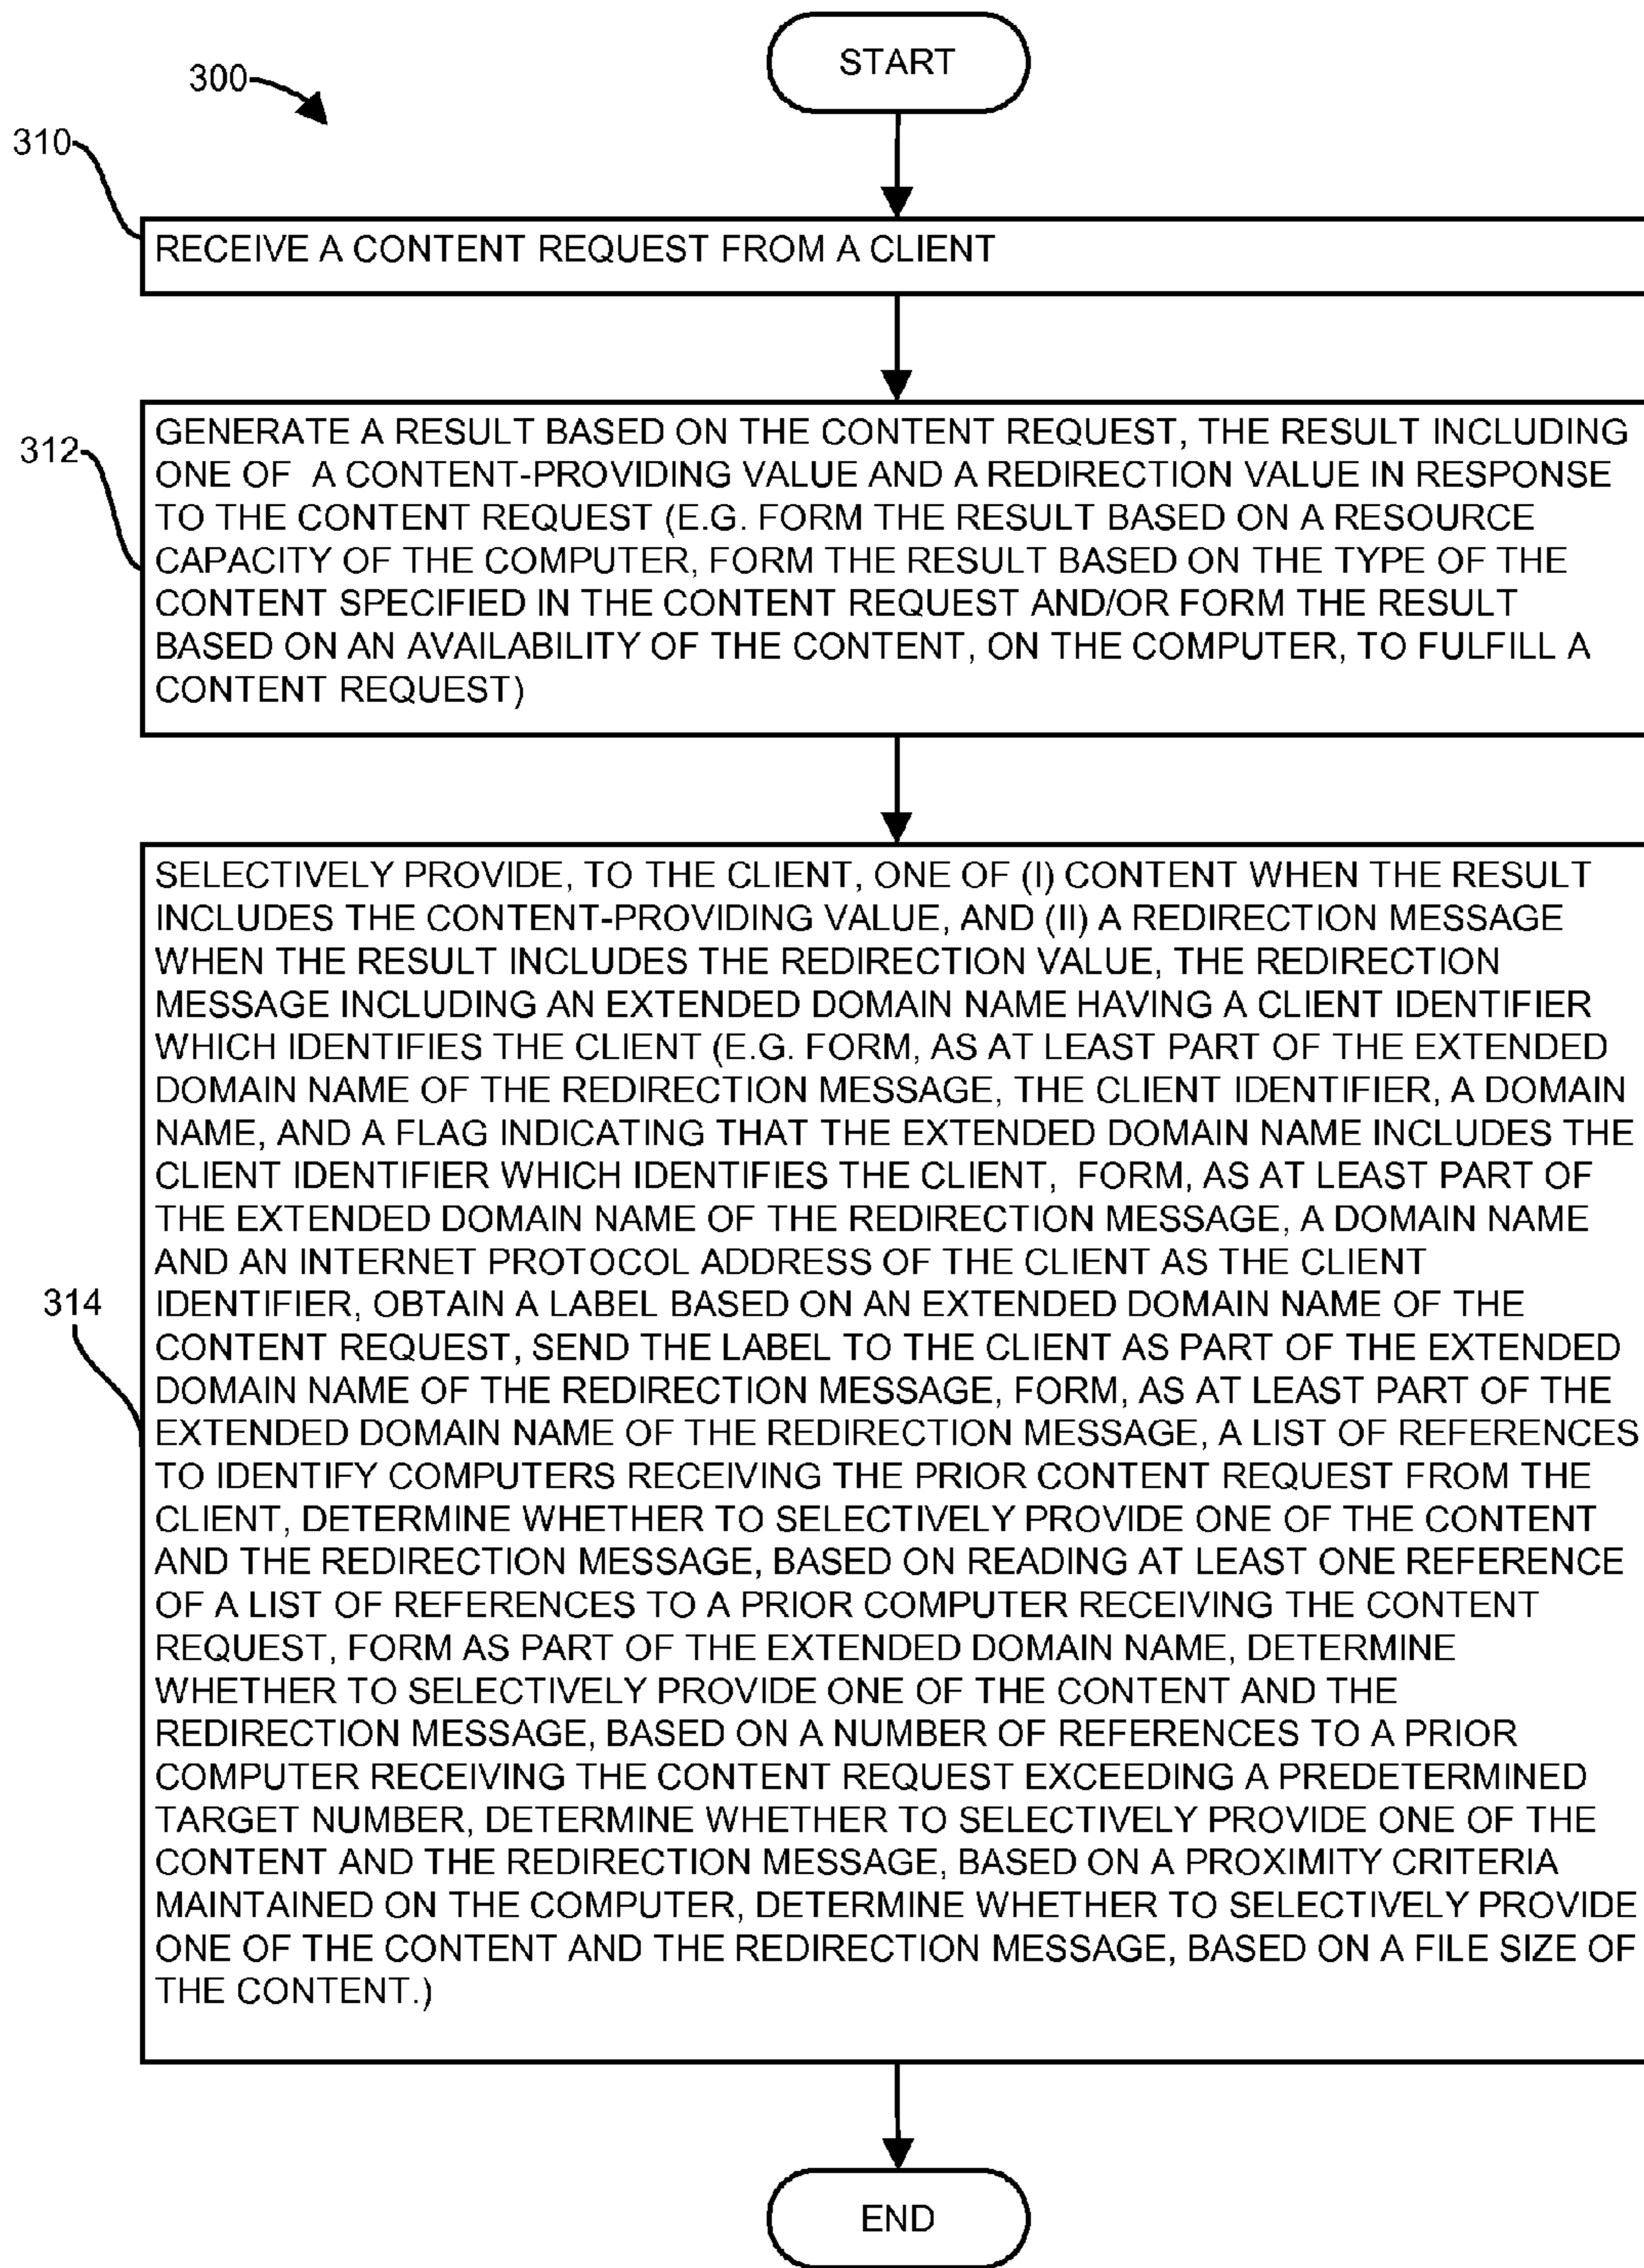 START
300
310
RECEIVE A CONTENT REQUEST FROM A CLIENT
312
GENERATE A RESULT BASED ON THE CONTENT REQUEST, THE RESULT INCLUDING
ONE OF A CONTENT-PROVIDING VALUE AND A REDIRECTION VALUE IN RESPONSE
TO THE CONTENT REQUEST (E.G. FORM THE RESULT BASED ON A RESOURCE
CAPACITY OF THE COMPUTER, FORM THE RESULT BASED ON THE TYPE OF THE
CONTENT SPECIFIED IN THE CONTENT REQUEST AND/OR FORM THE RESULT
BASED ON AN AVAILABILITY OF THE CONTENT, ON THE COMPUTER, TO FULFILL A
CONTENT REQUEST)
314
SELECTIVELY PROVIDE, TO THE CLIENT, ONE OF (I) CONTENT WHEN THE RESULT
INCLUDES THE CONTENT-PROVIDING VALUE, AND (II) A REDIRECTION MESSAGE
WHEN THE RESULT INCLUDES THE REDIRECTION VALUE, THE REDIRECTION
MESSAGE INCLUDING AN EXTENDED DOMAIN NAME HAVING A CLIENT IDENTIFIER
WHICH IDENTIFIES THE CLIENT (E.G. FORM, AS AT LEAST PART OF THE EXTENDED
DOMAIN NAME OF THE REDIRECTION MESSAGE, THE CLIENT IDENTIFIER, A DOMAIN
NAME, AND A FLAG INDICATING THAT THE EXTENDED DOMAIN NAME INCLUDES THE
CLIENT IDENTIFIER WHICH IDENTIFIES THE CLIENT, FORM, AS AT LEAST PART OF
THE EXTENDED DOMAIN NAME OF THE REDIRECTION MESSAGE, A DOMAIN NAME
AND AN INTERNET PROTOCOL ADDRESS OF THE CLIENT AS THE CLIENT
IDENTIFIER, OBTAIN A LABEL BASED ON AN EXTENDED DOMAIN NAME OF THE
CONTENT REQUEST, SEND THE LABEL TO THE CLIENT AS PART OF THE EXTENDED
DOMAIN NAME OF THE REDIRECTION MESSAGE, FORM, AS AT LEAST PART OF THE
EXTENDED DOMAIN NAME OF THE REDIRECTION MESSAGE, A LIST OF REFERENCES
TO IDENTIFY COMPUTERS RECEIVING THE PRIOR CONTENT REQUEST FROM THE
CLIENT, DETERMINE WHETHER TO SELECTIVELY PROVIDE ONE OF THE CONTENT
AND THE REDIRECTION MESSAGE, BASED ON READING AT LEAST ONE REFERENCE
OF A LIST OF REFERENCES TO A PRIOR COMPUTER RECEIVING THE CONTENT
REQUEST, FORM AS PART OF THE EXTENDED DOMAIN NAME, DETERMINE
WHETHER TO SELECTIVELY PROVIDE ONE OF THE CONTENT AND THE
REDIRECTION MESSAGE, BASED ON A NUMBER OF REFERENCES TO A PRIOR
COMPUTER RECEIVING THE CONTENT REQUEST EXCEEDING A PREDETERMINED
TARGET NUMBER, DETERMINE WHETHER TO SELECTIVELY PROVIDE ONE OF THE
CONTENT AND THE REDIRECTION MESSAGE, BASED ON A PROXIMITY CRITERIA
MAINTAINED ON THE COMPUTER, DETERMINE WHETHER TO SELECTIVELY PROVIDE
ONE OF THE CONTENT AND THE REDIRECTION MESSAGE, BASED ON A FILE SIZE OF
THE CONTENT.)
END